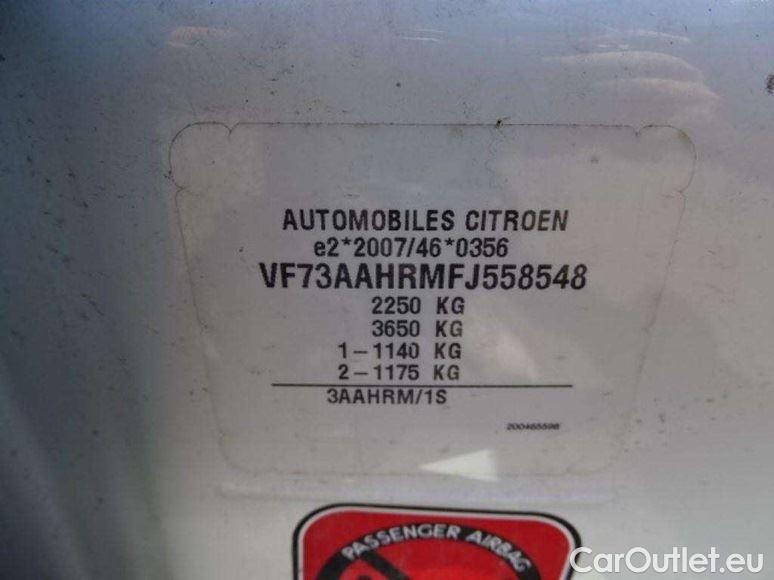 AUTOMOBILES CITROEN
e2*2007/46*0356
VF73AAHRMFJ558548
2250 KG
3650 KG
1-1140 KG
2-1175 KG
3AAHRM/1S
200465598
PASSENGER AIRBAG
CarOutlet.eu